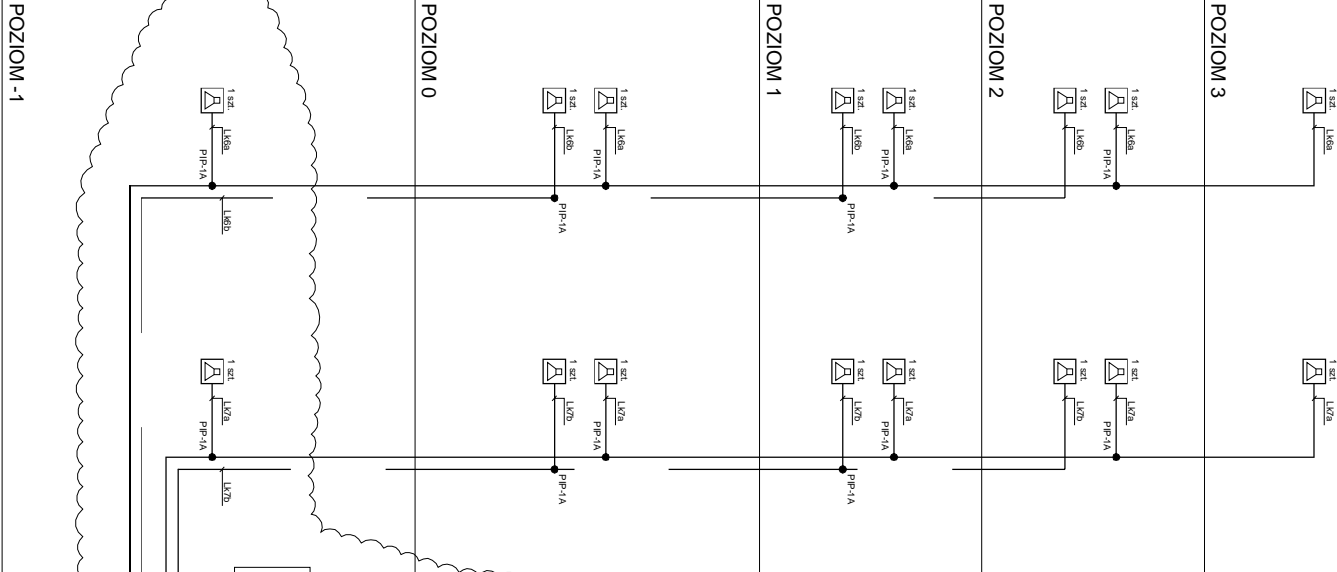 POZIOM -1
POZIOM 0
POZIOM 1
POZIOM 2
POZIOM 3
1 szt.
1 szt.
1 szt.
1 szt.
1 szt.
1 szt.
1 szt.
1 szt.
Lk6a
Lk6b
Lk6a
Lk6b
Lk6a
Lk6b
Lk6a
Lk6a
PIP-1A
PIP-1A
PIP-1A
PIP-1A
Lk6b
PIP-1A
PIP-1A
1 szt.
1 szt.
1 szt.
1 szt.
1 szt.
1 szt.
1 szt.
1 szt.
Lk7a
Lk7b
Lk7a
Lk7b
Lk7a
Lk7b
Lk7a
Lk7a
PIP-1A
PIP-1A
PIP-1A
PIP-1A
Lk7b
PIP-1A
PIP-1A